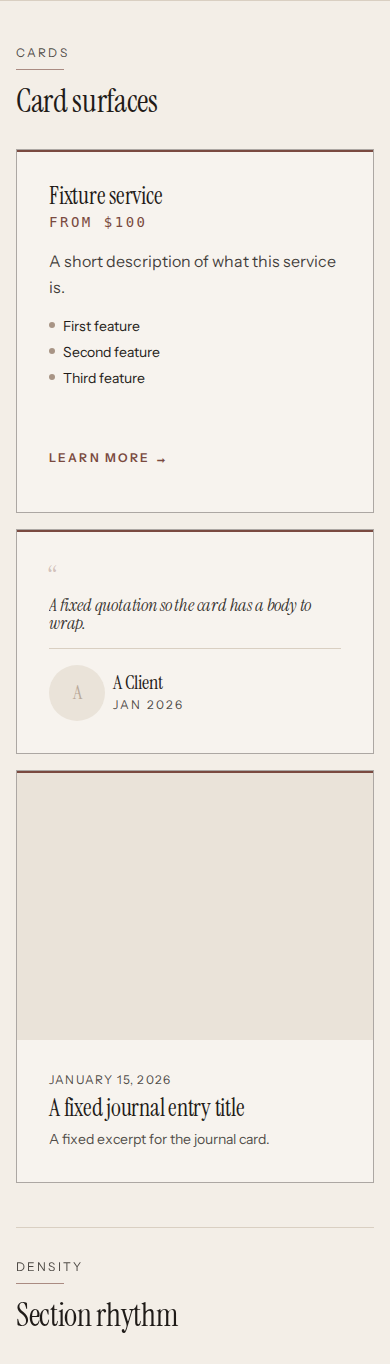 CARDS
Card surfaces
Fixture service
FROM $100
A short description of what this service
is.
First feature
Second feature
Third feature
LEARN MORE →
“
A fixed quotation so the card has a body to
wrap.
A
A Client
JAN 2026
JANUARY 15, 2026
A fixed journal entry title
A fixed excerpt for the journal card.
DENSITY
Section rhythm